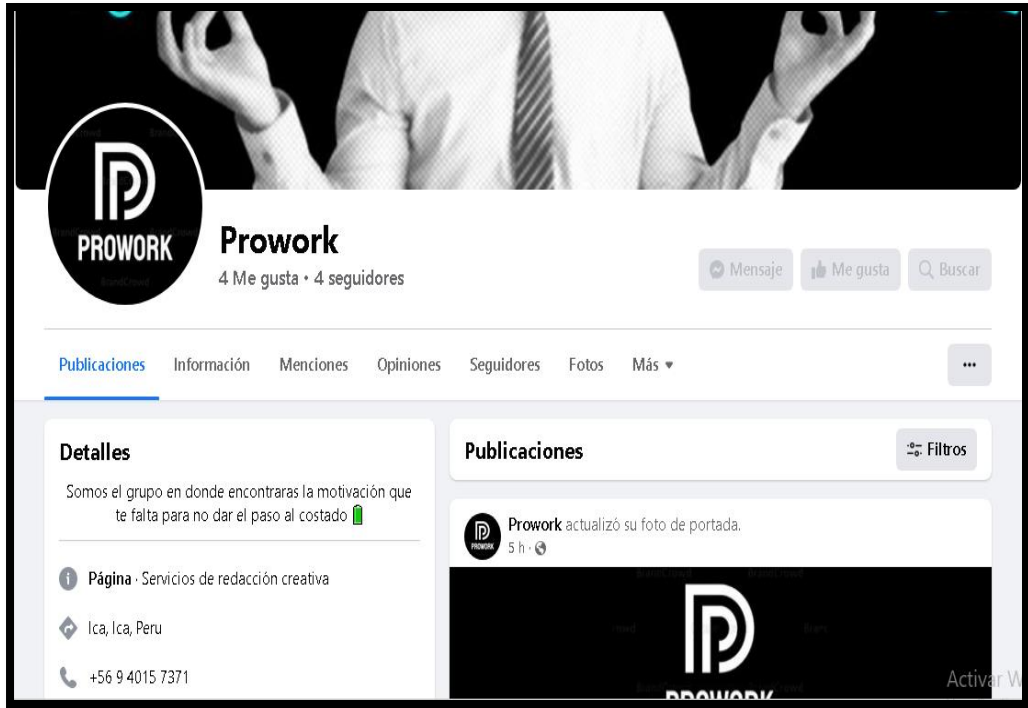 PROWORK
Prowork
4 Me gusta • 4 seguidores
Mensaje
Me gusta
Buscar
Publicaciones
Información
Menciones
Opiniones
Seguidores
Fotos
Más
Detalles
Somos el grupo en donde encontraras la motivación que
te falta para no dar el paso al costado
Página · Servicios de redacción creativa
Ica, Ica, Peru
+56 9 4015 7371
Publicaciones
Filtros
PROWORK
Prowork actualizó su foto de portada.
5 h ·
BrandCrowd
BrandCrowd
PROWORK
Activar W